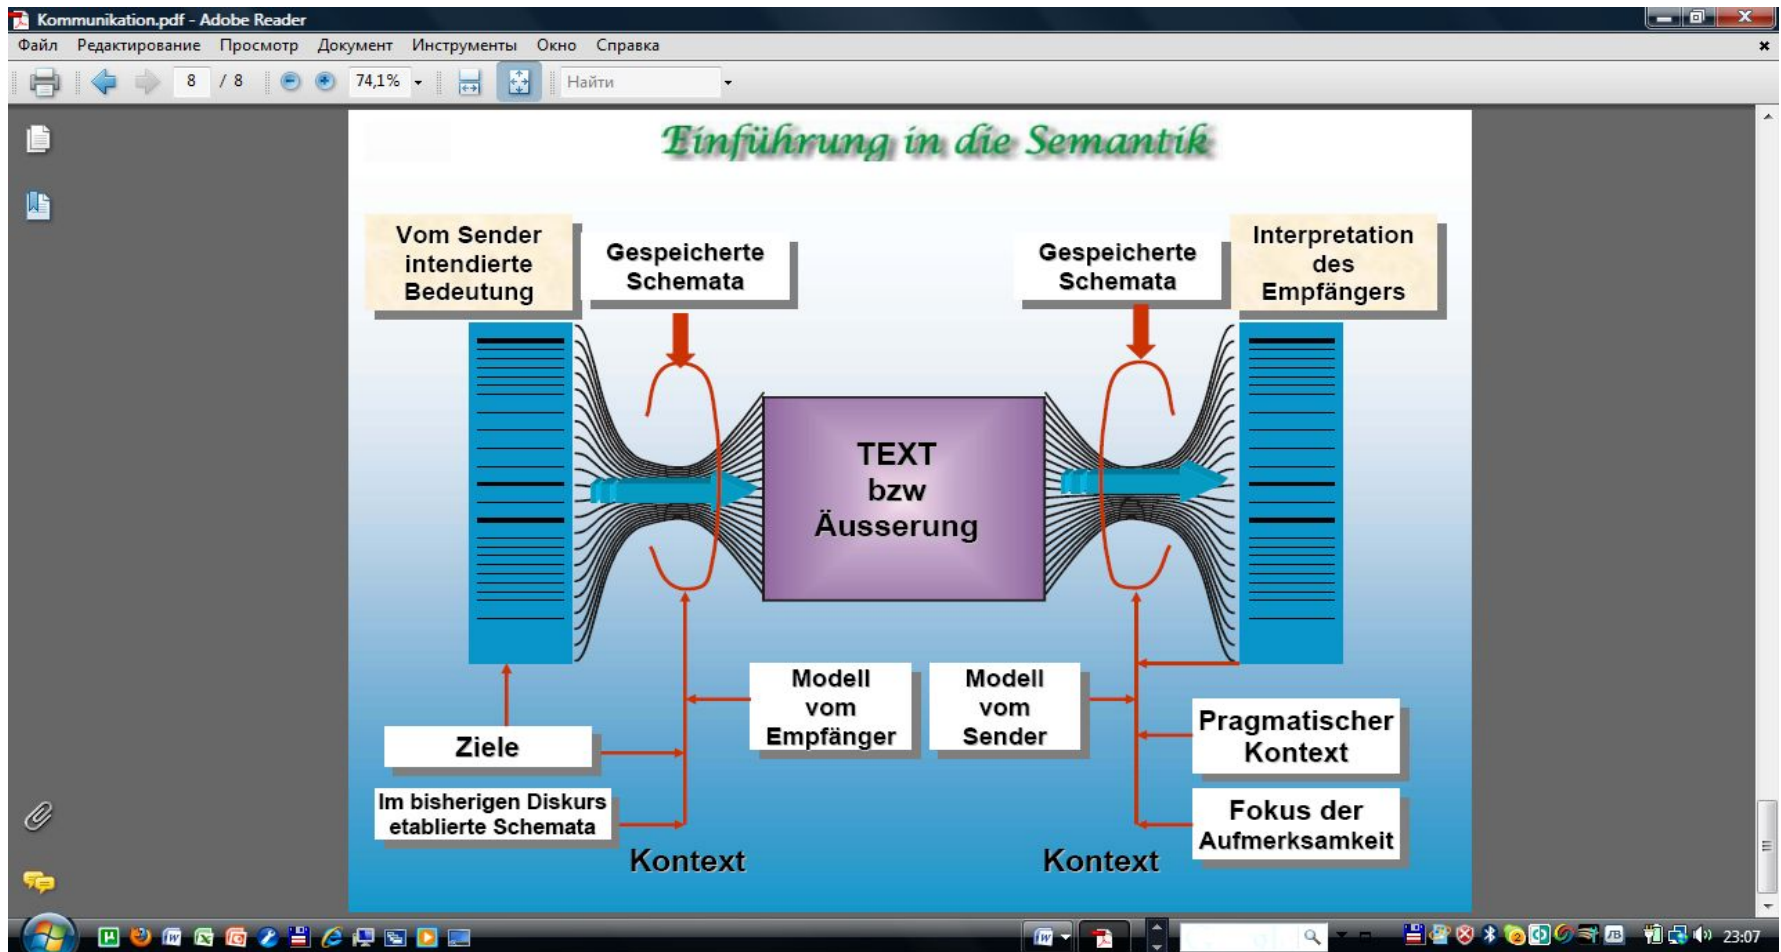 Kommunikation.pdf - Adobe Reader
Файл Редактирование Просмотр Документ Инструменты Окно Справка
8 / 8 74,1% Найти
Einführung in die Semantik
Vom Sender
intendierte
Bedeutung
Gespeicherte
Schemata
Gespeicherte
Schemata
Interpretation
des
Empfängers
TEXT
bzw
Äusserung
Modell
vom
Empfänger
Modell
vom
Sender
Ziele
Pragmatischer
Kontext
Im bisherigen Diskurs
etablierte Schemata
Fokus der
Aufmerksamkeit
Kontext
Kontext
23:07